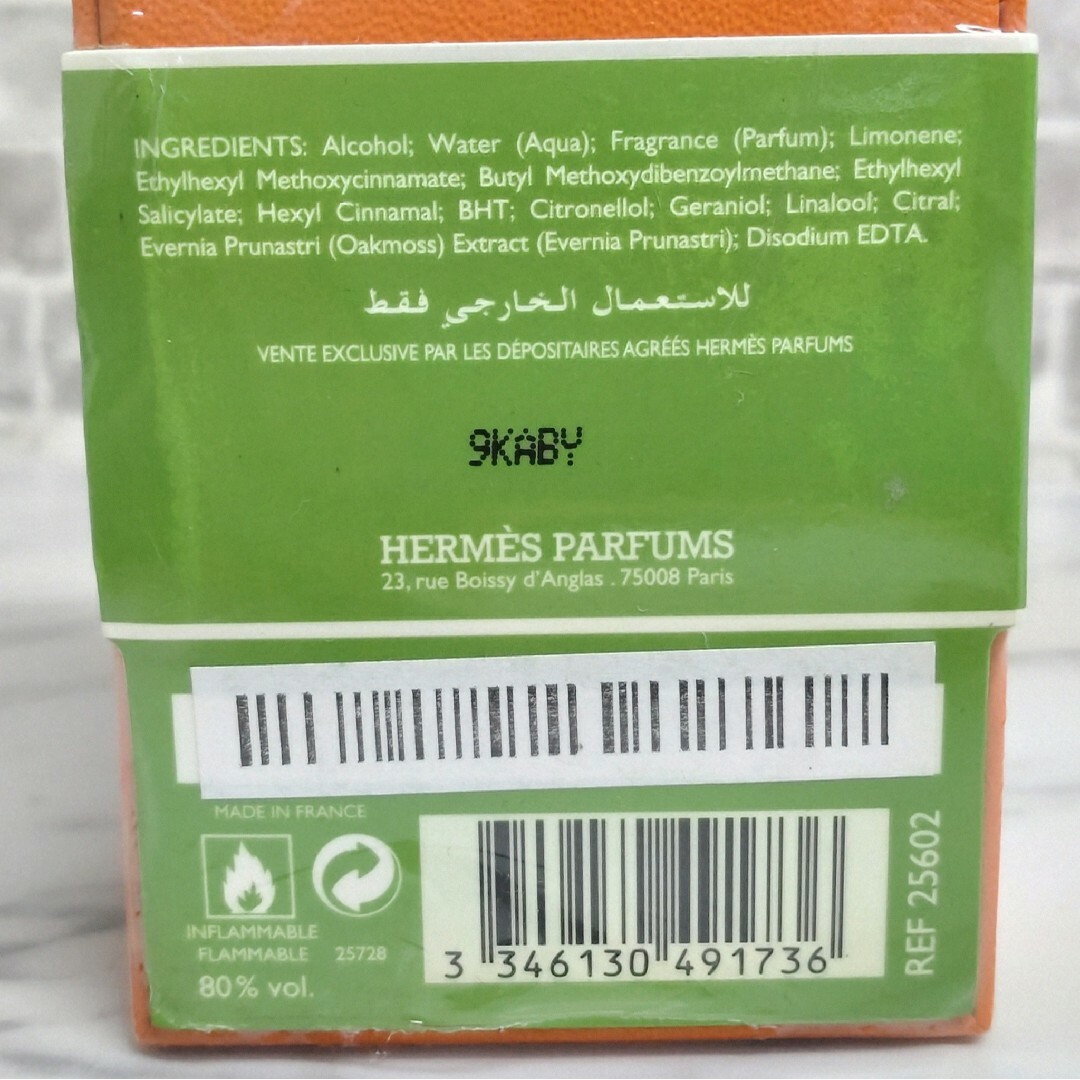 INGREDIENTS: Alcohol; Water (Aqua); Fragrance (Parfum); Limonene;
Ethylhexyl Methoxycinnamate; Butyl Methoxydibenzoylmethane; Ethylhexyl
Salicylate; Hexyl Cinnamal; BHT; Citronellol; Geraniol; Linalool; Citral;
Evernia Prunastri (Oakmoss) Extract (Evernia Prunastri); Disodium EDTA.
للاستعمال الخارجي فقط
VENTE EXCLUSIVE PAR LES DÉPOSITAIRES AGRÉÉS HERMÈS PARFUMS
9KABY
HERMÈS PARFUMS
23, rue Boissy d'Anglas . 75008 Paris
MADE IN FRANCE
INFLAMMABLE
FLAMMABLE
25728
80% vol.
3 346130 491736
REF 25602